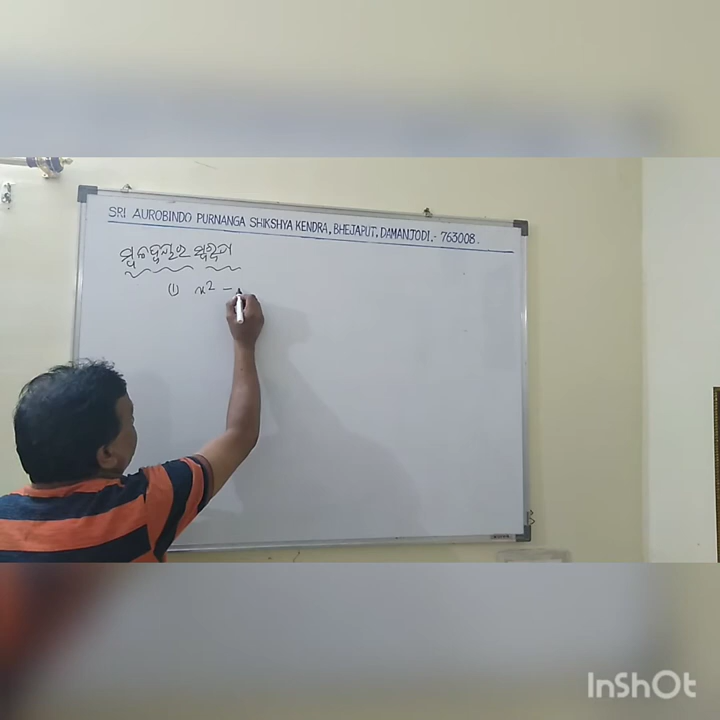 SRI AUROBINDO PURNANGA SHIKSHYA KENDRA, BHEJAPUT, DAMANJODI.- 763008.
ମୂଳଦ୍ୱୟର ସ୍ୱରୂପ
① x² -
InShOt